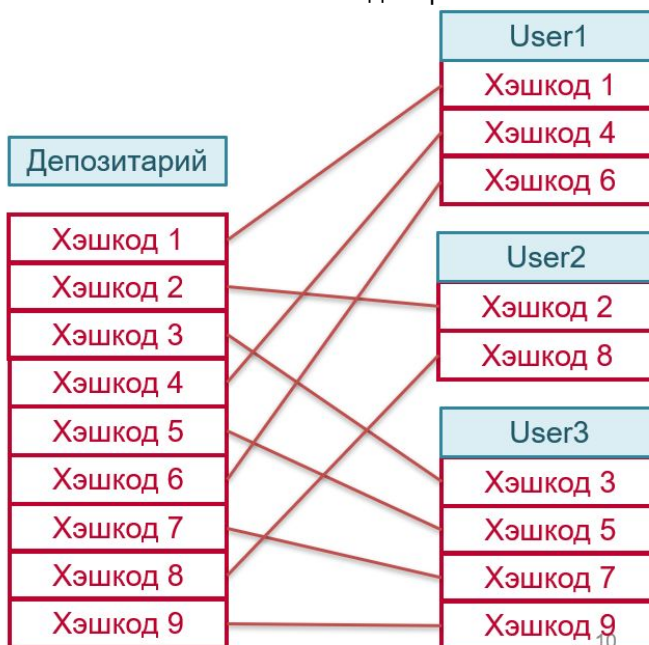 Депозитарий
Хэшкод 1
Хэшкод 2
Хэшкод 3
Хэшкод 4
Хэшкод 5
Хэшкод 6
Хэшкод 7
Хэшкод 8
Хэшкод 9
User1
Хэшкод 1
Хэшкод 4
Хэшкод 6
User2
Хэшкод 2
Хэшкод 8
User3
Хэшкод 3
Хэшкод 5
Хэшкод 7
Хэшкод 9
10